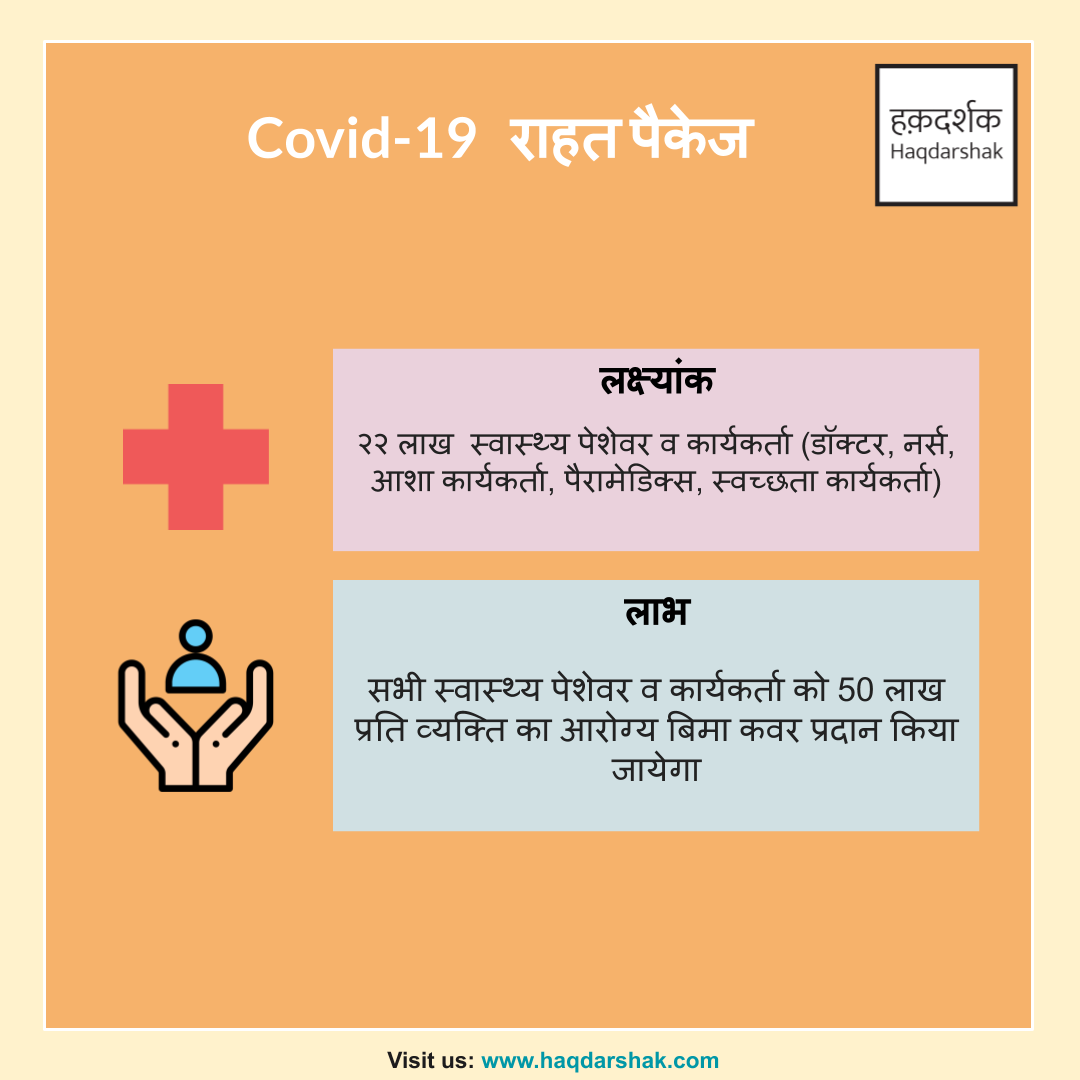 Covid-19 राहत पैकेज
हक़दर्शक
Haqdarshak
लक्ष्यांक
२२ लाख स्वास्थ्य पेशेवर व कार्यकर्ता (डॉक्टर, नर्स,
आशा कार्यकर्ता, पैरामेडिक्स, स्वच्छता कार्यकर्ता)
लाभ
सभी स्वास्थ्य पेशेवर व कार्यकर्ता को 50 लाख
प्रति व्यक्ति का आरोग्य बिमा कवर प्रदान किया
जायेगा
Visit us: www.haqdarshak.com